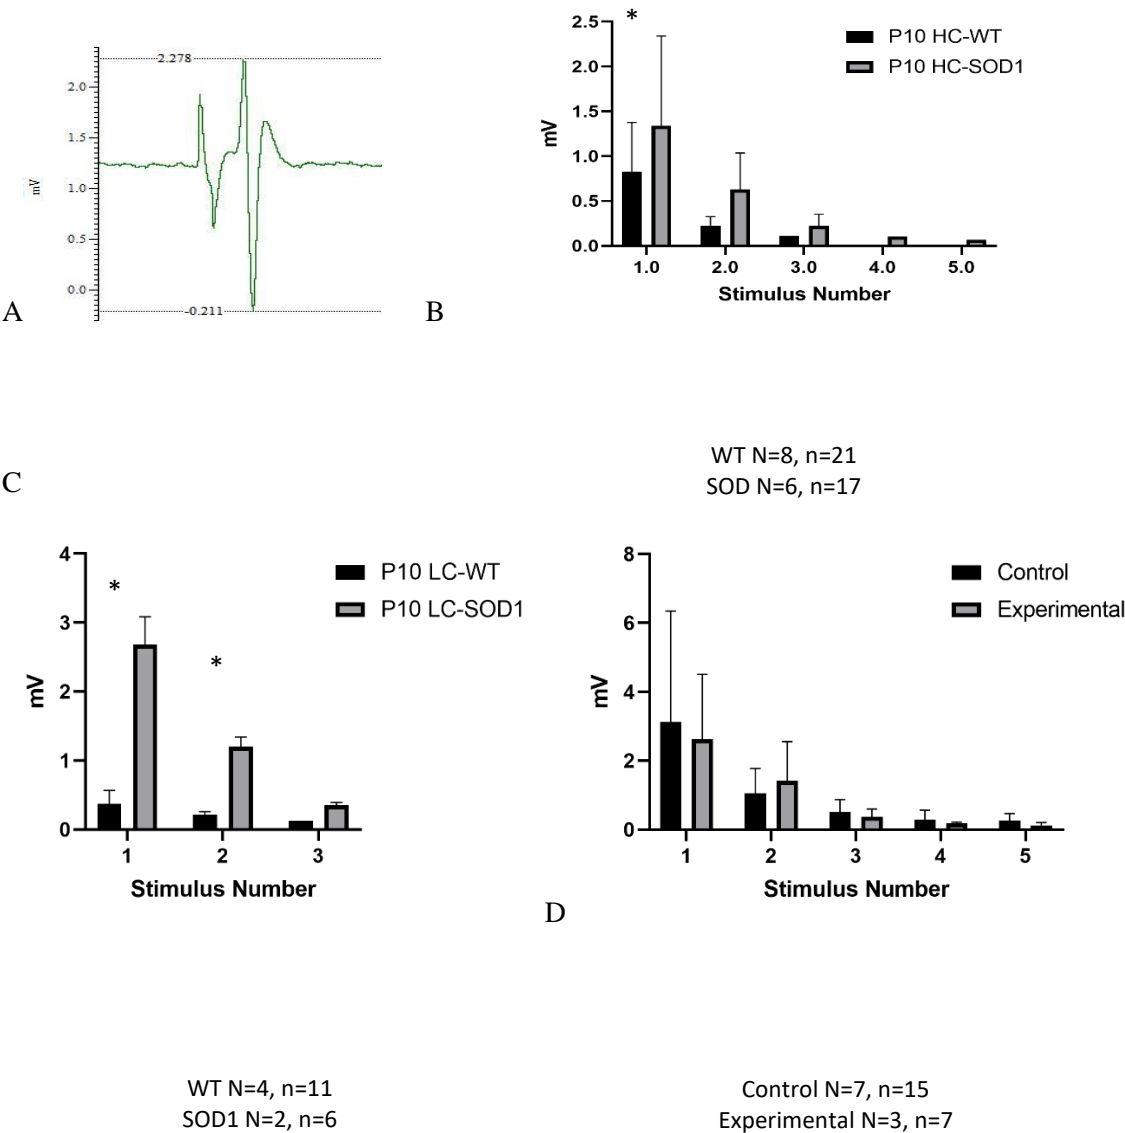 2.278
2.0
1.5
mV
1.0
0.5
0.0
-0.211
A
*
2.5
P10 HC-WT
P10 HC-SOD1
2.0
1.5
mV
1.0
0.5
0.0
1.0 2.0 3.0 4.0 5.0
Stimulus Number
B
WT N=8, n=21
SOD N=6, n=17
C
4
P10 LC-WT
P10 LC-SOD1
*
3
*
mV
2
1
0
1 2 3
Stimulus Number
WT N=4, n=11
SOD1 N=2, n=6
8
Control
Experimental
6
mV
4
2
0
1 2 3 4 5
Stimulus Number
D
Control N=7, n=15
Experimental N=3, n=7